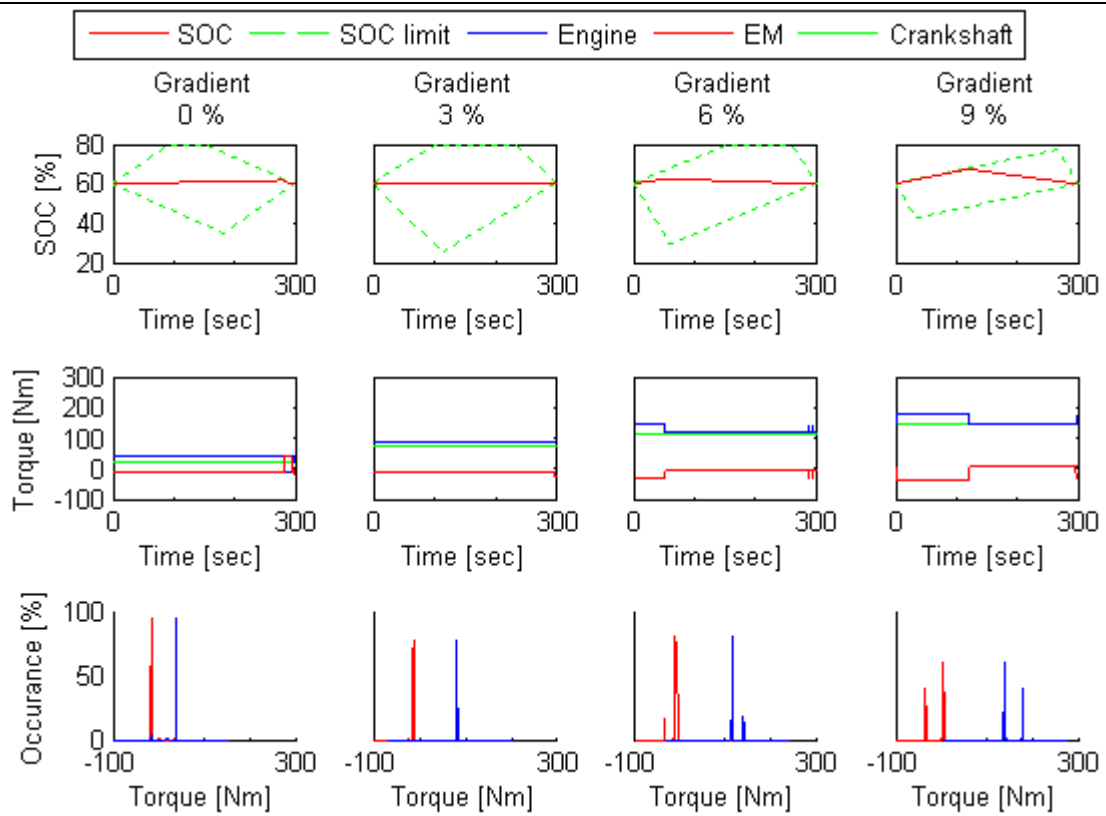 SOC SOC limit Engine EM Crankshaft
Gradient Gradient Gradient Gradient
0 % 3 % 6 % 9 %
SOC [%]
80
60
40
20
0 300 0 300 0 300 0 300
Time [sec] Time [sec] Time [sec] Time [sec]
Torque [Nm]
300
200
100
0
-100
0 300 0 300 0 300 0 300
Time [sec] Time [sec] Time [sec] Time [sec]
Occurance [%]
100
50
0
-100 300 -100 300 -100 300 -100 300
Torque [Nm] Torque [Nm] Torque [Nm] Torque [Nm]